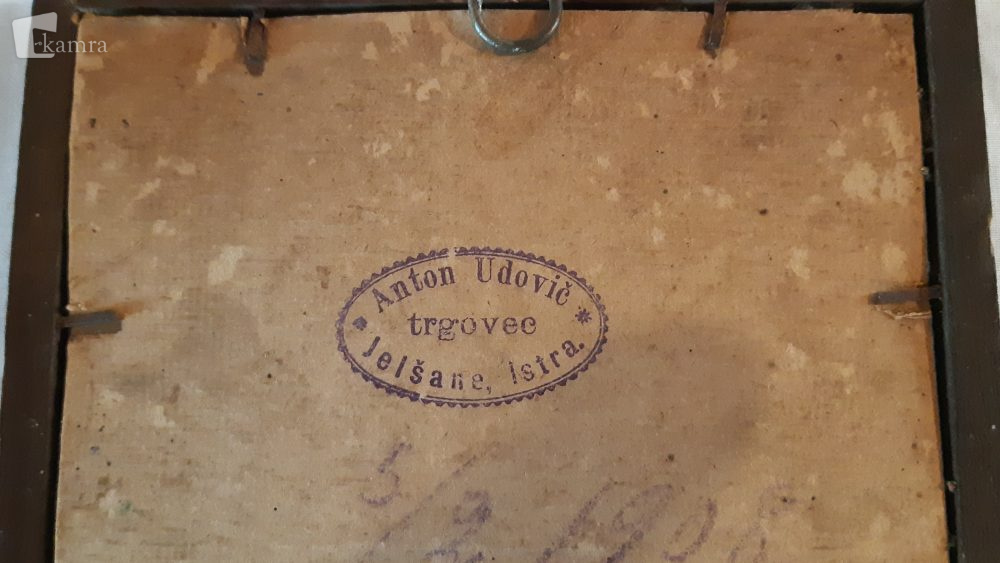 kamra
Anton Udovič
trgovec
Jelšane, Istra.